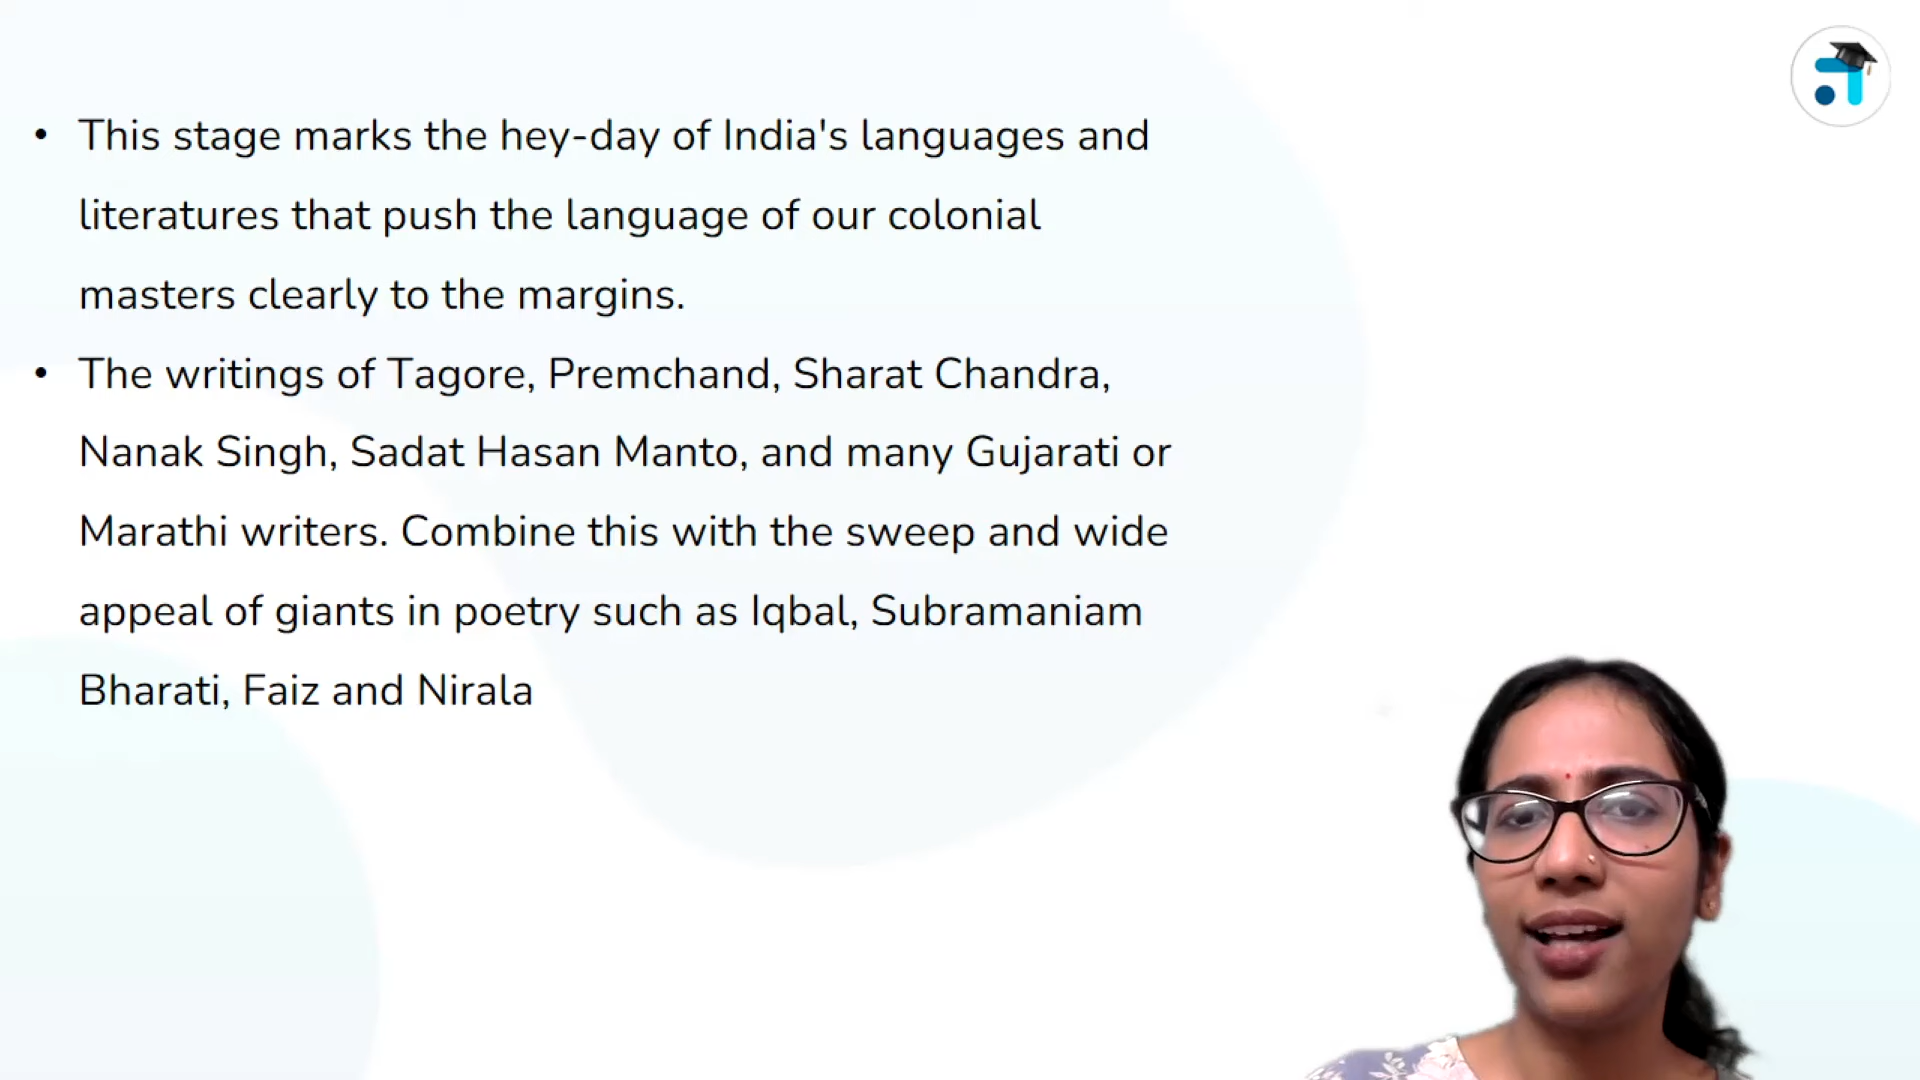 • This stage marks the hey-day of India's languages and
literatures that push the language of our colonial
masters clearly to the margins.
• The writings of Tagore, Premchand, Sharat Chandra,
Nanak Singh, Sadat Hasan Manto, and many Gujarati or
Marathi writers. Combine this with the sweep and wide
appeal of giants in poetry such as Iqbal, Subramaniam
Bharati, Faiz and Nirala